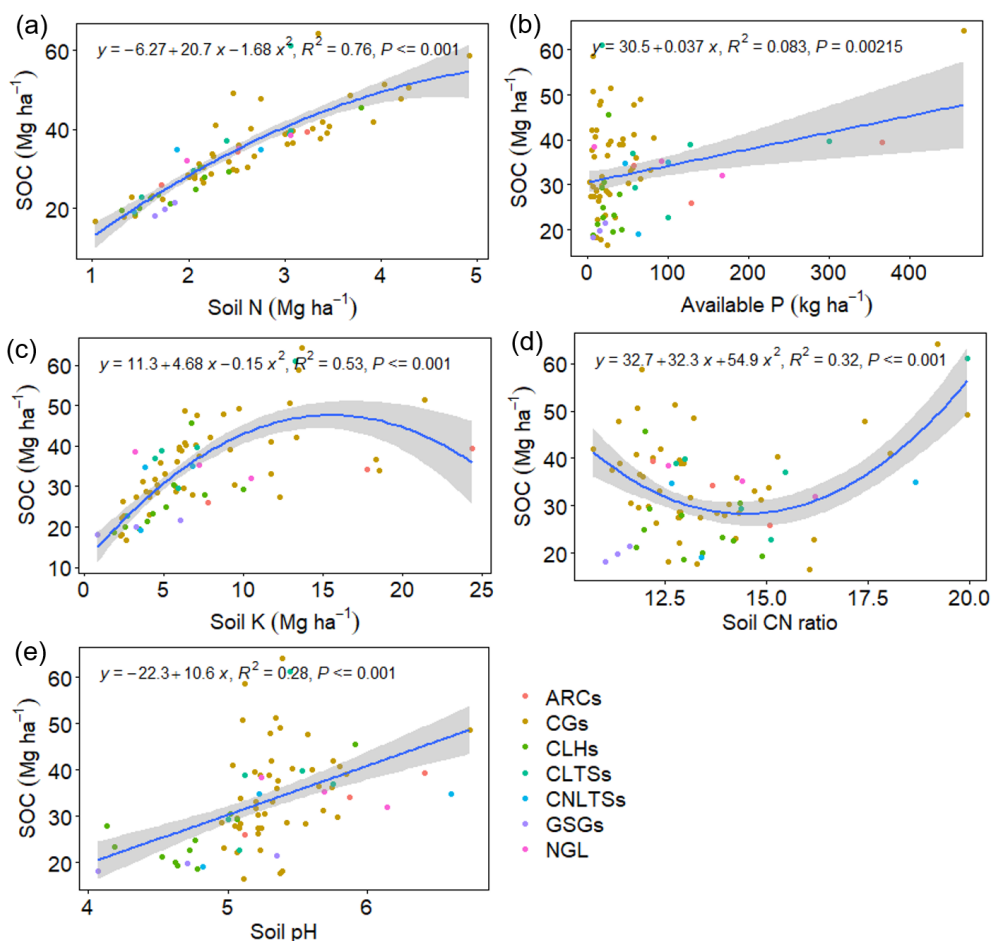 (a)
y = −6.27+20.7 x −1.68 x², R² = 0.76, P <= 0.001
SOC (Mg ha⁻¹)
60
40
20
1 2 3 4 5
Soil N (Mg ha⁻¹)
(b)
y = 30.5+0.037 x, R² = 0.083, P = 0.00215
SOC (Mg ha⁻¹)
60
50
40
30
20
0 100 200 300 400
Available P (kg ha⁻¹)
(c)
y = 11.3+4.68 x −0.15 x², R² = 0.53, P <= 0.001
SOC (Mg ha⁻¹)
60
50
40
30
20
10
0 5 10 15 20 25
Soil K (Mg ha⁻¹)
(d)
y = 32.7+32.3 x +54.9 x², R² = 0.32, P <= 0.001
SOC (Mg ha⁻¹)
60
50
40
30
20
12.5 15.0 17.5 20.0
Soil CN ratio
(e)
y = −22.3+10.6 x, R² = 0.28, P <= 0.001
SOC (Mg ha⁻¹)
60
50
40
30
20
4 5 6
Soil pH
ARCs
CGs
CLHs
CLTSs
CNLTSs
GSGs
NGL